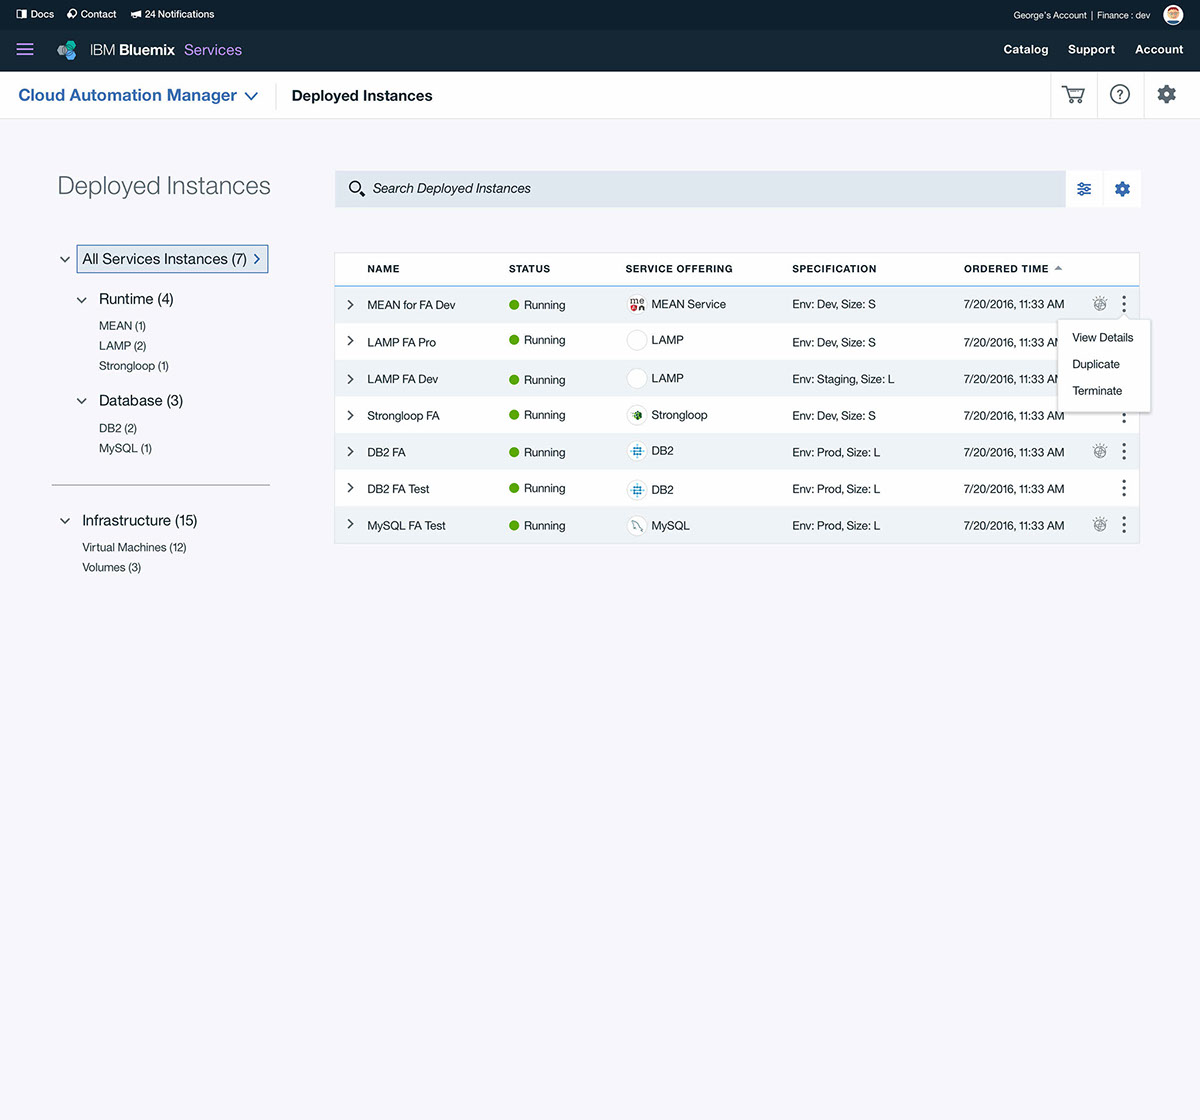 Docs Contact 24 Notifications George's Account | Finance : dev
IBM Bluemix Services Catalog Support Account
Cloud Automation Manager Deployed Instances
Deployed Instances
Search Deployed Instances
All Services Instances (7)
Runtime (4)
MEAN (1)
LAMP (2)
Strongloop (1)
Database (3)
DB2 (2)
MySQL (1)
Infrastructure (15)
Virtual Machines (12)
Volumes (3)
NAME STATUS SERVICE OFFERING SPECIFICATION ORDERED TIME
MEAN for FA Dev Running MEAN Service Env: Dev, Size: S 7/20/2016, 11:33 AM
LAMP FA Pro Running LAMP Env: Dev, Size: S 7/20/2016, 11:33 AM
LAMP FA Dev Running LAMP Env: Staging, Size: L 7/20/2016, 11:33 AM
Strongloop FA Running Strongloop Env: Dev, Size: S 7/20/2016, 11:33 AM
DB2 FA Running DB2 Env: Prod, Size: L 7/20/2016, 11:33 AM
DB2 FA Test Running DB2 Env: Prod, Size: L 7/20/2016, 11:33 AM
MySQL FA Test Running MySQL Env: Prod, Size: L 7/20/2016, 11:33 AM
View Details
Duplicate
Terminate